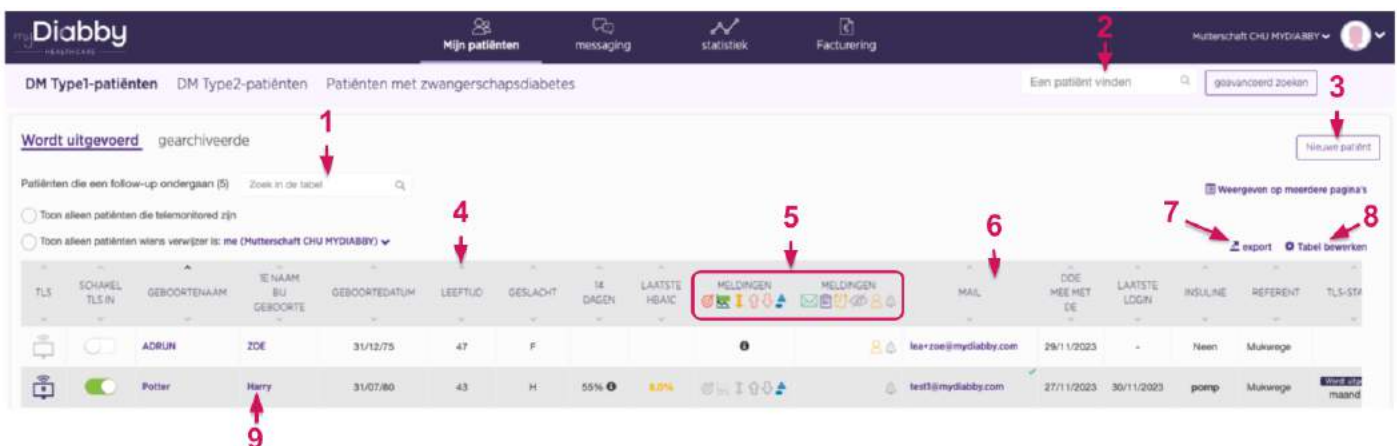 myDiabby
HEALTHCARE
Mijn patiënten
messaging
statistiek
Facturering
2
Mutterschaft CHU MYDIABBY
DM Type1-patiënten DM Type2-patiënten Patiënten met zwangerschapsdiabetes
Een patiënt vinden
geavanceerd zoeken
3
1
Wordt uitgevoerd gearchiveerde
Nieuwe patiënt
Patiënten die een follow-up ondergaan (5) Zoek in de tabel
Weergeven op meerdere pagina's
Toon alleen patiënten die telemonitored zijn
4
5
6
7
8
Toon alleen patiënten wiens verwijzer is: me (Mutterschaft CHU MYDIABBY)
export Tabel bewerken
TLS
SCHAKEL
TLS IN
GEBOORTENAAM
1E NAAM
BIJ
GEBOORTE
GEBOORTEDATUM
LEEFTIJD
GESLACHT
14
DAGEN
LAATSTE
HBA1C
MELDINGEN
MELDINGEN
MAIL
DOE
MEE MET
DE
LAATSTE
LOGIN
INSULINE
REFERENT
TLS-STA
ADRIJN ZOE 31/12/75 47 F lea+zoe@mydiabby.com 29/11/2023 - Neen Mukwege
Potter Harry 31/07/80 43 H 55% 8.0% test1@mydiabby.com 27/11/2023 30/11/2023 pomp Mukwege
maand
9